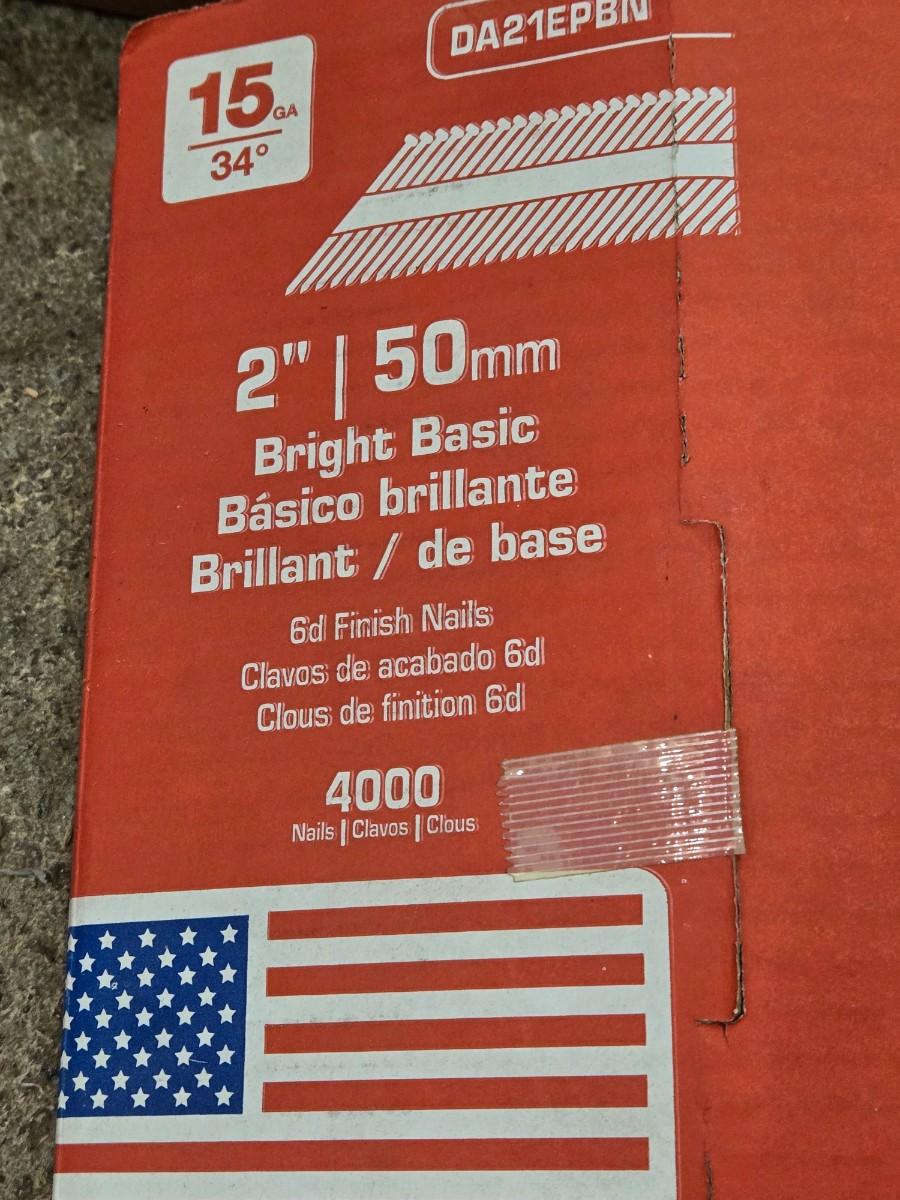 DA21EPBN
15GA
34°
2" | 50mm
Bright Basic
Básico brillante
Brillant / de base
6d Finish Nails
Clavos de acabado 6d
Clous de finition 6d
4000
Nails | Clavos | Clous